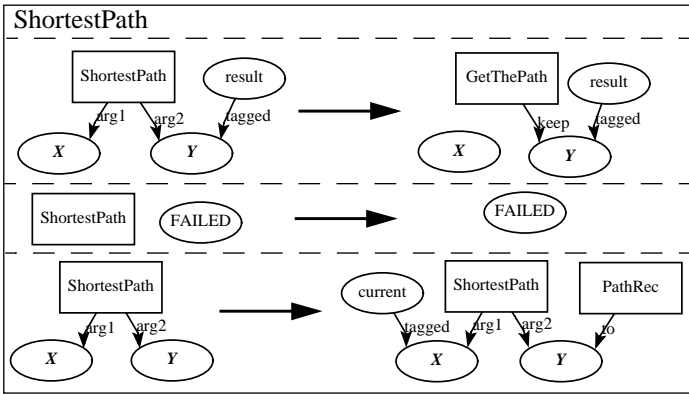 ShortestPath
ShortestPath result GetThePath result
arg1 arg2 tagged keep tagged
X Y X Y
ShortestPath FAILED FAILED
ShortestPath current ShortestPath PathRec
arg1 arg2 tagged arg1 arg2 to
X Y X Y